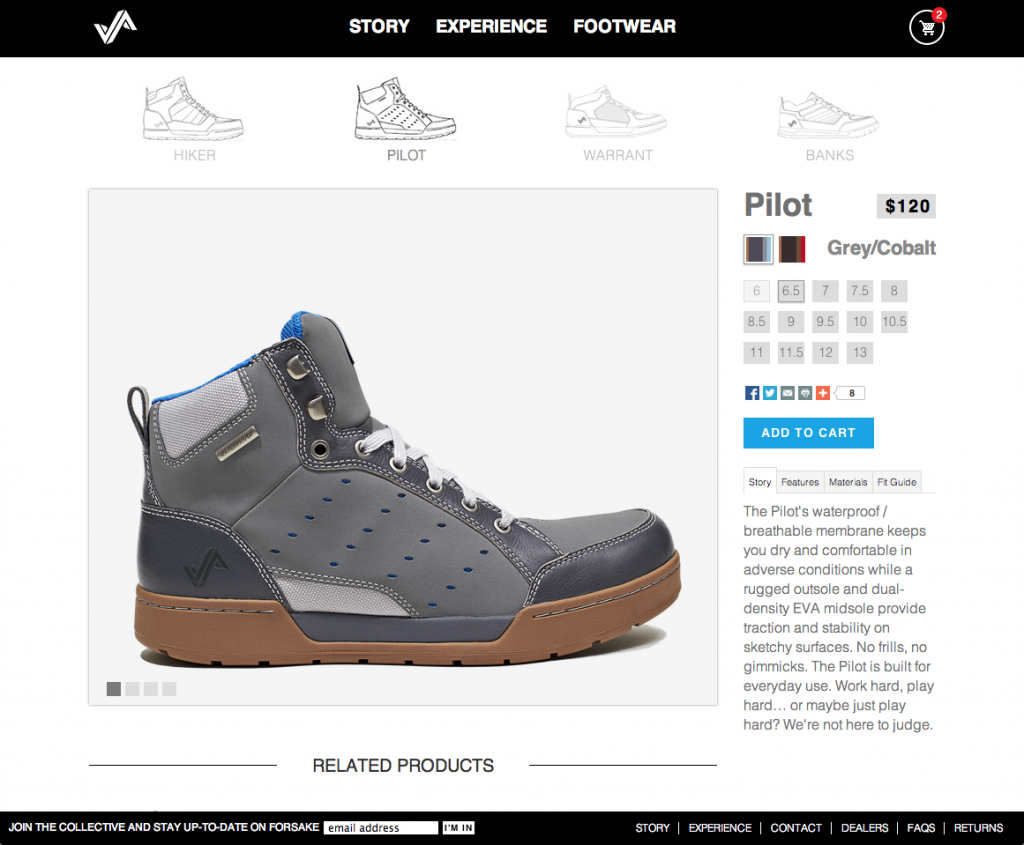 STORY EXPERIENCE FOOTWEAR
2
HIKER PILOT WARRANT BANKS
Pilot $120
Grey/Cobalt
6 6.5 7 7.5 8
8.5 9 9.5 10 10.5
11 11.5 12 13
8
ADD TO CART
Story Features Materials Fit Guide
The Pilot's waterproof /
breathable membrane keeps
you dry and comfortable in
adverse conditions while a
rugged outsole and dual-
density EVA midsole provide
traction and stability on
sketchy surfaces. No frills, no
gimmicks. The Pilot is built for
everyday use. Work hard, play
hard... or maybe just play
hard? We're not here to judge.
RELATED PRODUCTS
JOIN THE COLLECTIVE AND STAY UP-TO-DATE ON FORSAKE email address I'M IN
STORY | EXPERIENCE | CONTACT | DEALERS | FAQS | RETURNS